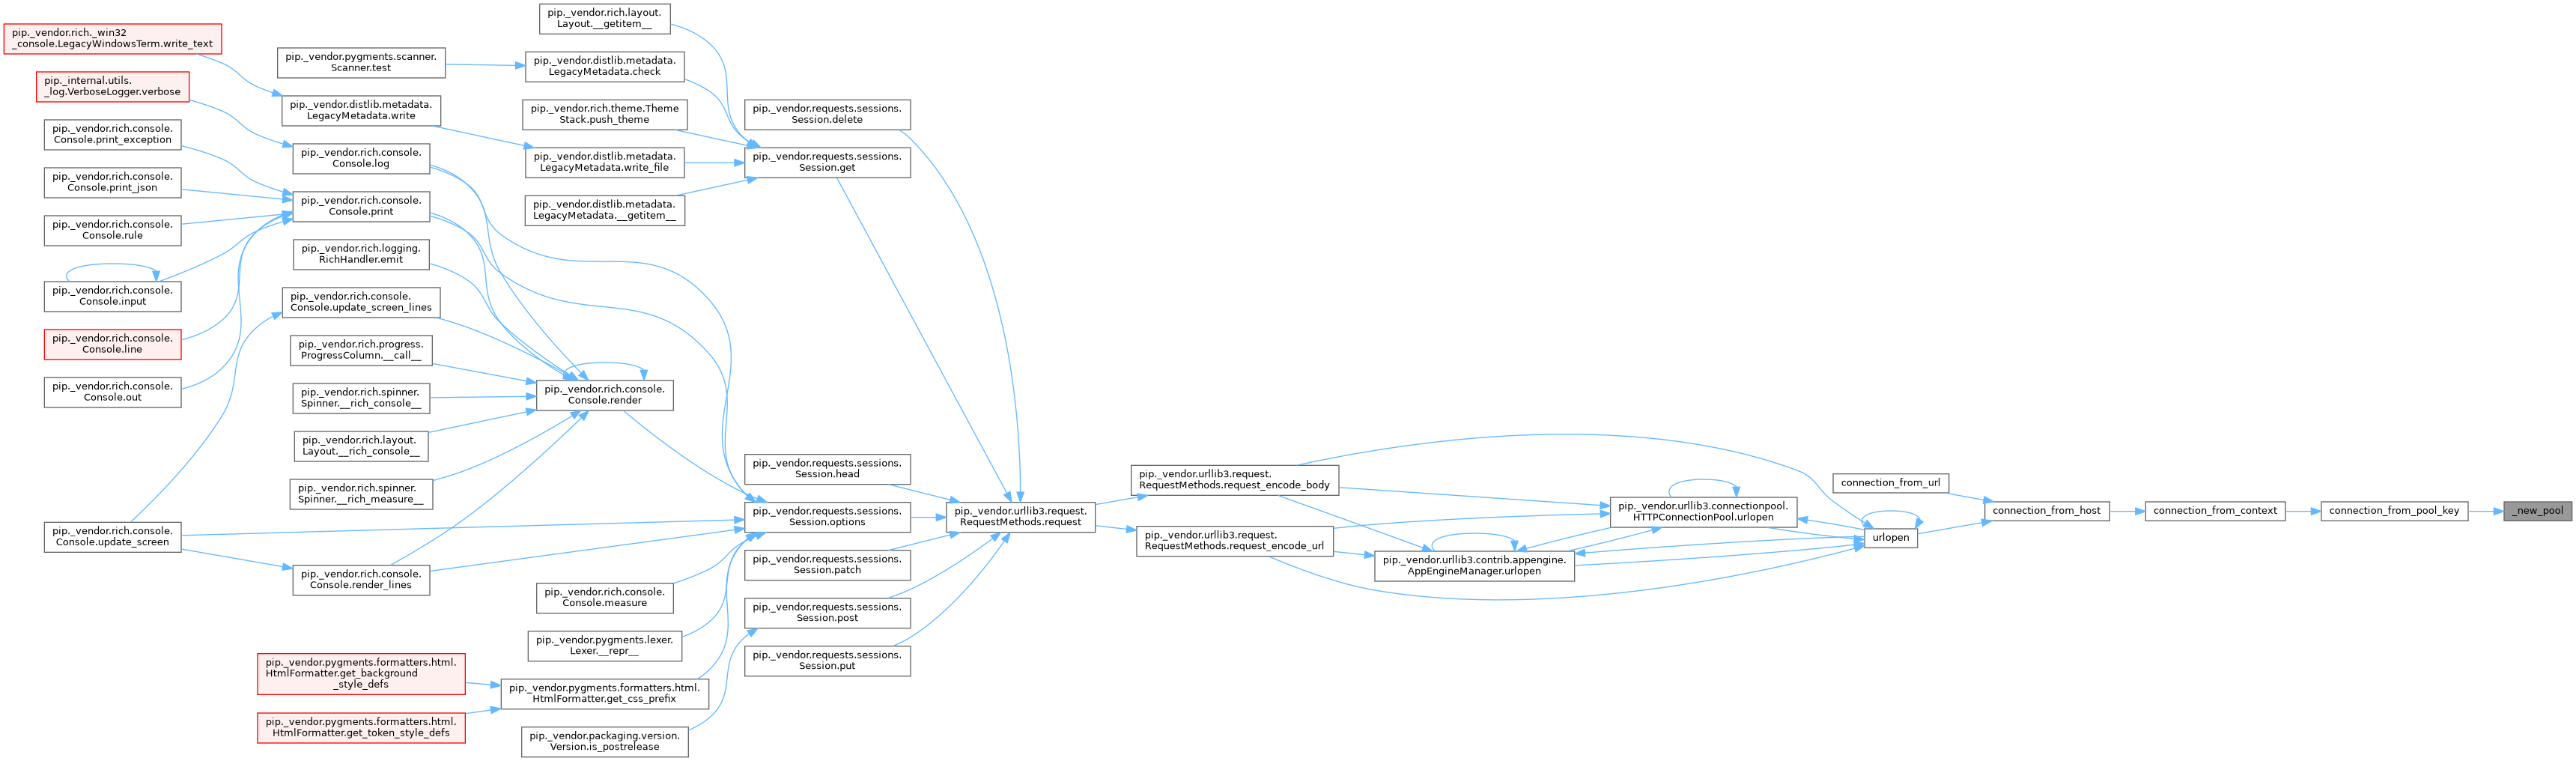 pip._vendor.rich._win32
_console.LegacyWindowsTerm.write_text
pip._internal.utils.
_log.VerboseLogger.verbose
pip._vendor.rich.console.
Console.print_exception
pip._vendor.rich.console.
Console.print_json
pip._vendor.rich.console.
Console.rule
pip._vendor.rich.console.
Console.input
pip._vendor.rich.console.
Console.line
pip._vendor.rich.console.
Console.out
pip._vendor.rich.console.
Console.update_screen
pip._vendor.pygments.scanner.
Scanner.test
pip._vendor.distlib.metadata.
LegacyMetadata.write
pip._vendor.rich.console.
Console.log
pip._vendor.rich.console.
Console.print
pip._vendor.rich.logging.
RichHandler.emit
pip._vendor.rich.console.
Console.update_screen_lines
pip._vendor.rich.progress.
ProgressColumn.__call__
pip._vendor.rich.spinner.
Spinner.__rich_console__
pip._vendor.rich.layout.
Layout.__rich_console__
pip._vendor.rich.spinner.
Spinner.__rich_measure__
pip._vendor.rich.console.
Console.render_lines
pip._vendor.pygments.formatters.html.
HtmlFormatter.get_background
_style_defs
pip._vendor.pygments.formatters.html.
HtmlFormatter.get_token_style_defs
pip._vendor.rich.layout.
Layout.__getitem__
pip._vendor.distlib.metadata.
LegacyMetadata.check
pip._vendor.rich.theme.Theme
Stack.push_theme
pip._vendor.distlib.metadata.
LegacyMetadata.write_file
pip._vendor.distlib.metadata.
LegacyMetadata.__getitem__
pip._vendor.rich.console.
Console.render
pip._vendor.rich.console.
Console.measure
pip._vendor.pygments.lexer.
Lexer.__repr__
pip._vendor.pygments.formatters.html.
HtmlFormatter.get_css_prefix
pip._vendor.packaging.version.
Version.is_postrelease
pip._vendor.requests.sessions.
Session.delete
pip._vendor.requests.sessions.
Session.get
pip._vendor.requests.sessions.
Session.head
pip._vendor.requests.sessions.
Session.options
pip._vendor.requests.sessions.
Session.patch
pip._vendor.requests.sessions.
Session.post
pip._vendor.requests.sessions.
Session.put
pip._vendor.urllib3.request.
RequestMethods.request
pip._vendor.urllib3.request.
RequestMethods.request_encode_body
pip._vendor.urllib3.request.
RequestMethods.request_encode_url
pip._vendor.urllib3.connectionpool.
HTTPConnectionPool.urlopen
pip._vendor.urllib3.contrib.appengine.
AppEngineManager.urlopen
connection_from_url
urlopen
connection_from_host
connection_from_context
connection_from_pool_key
_new_pool